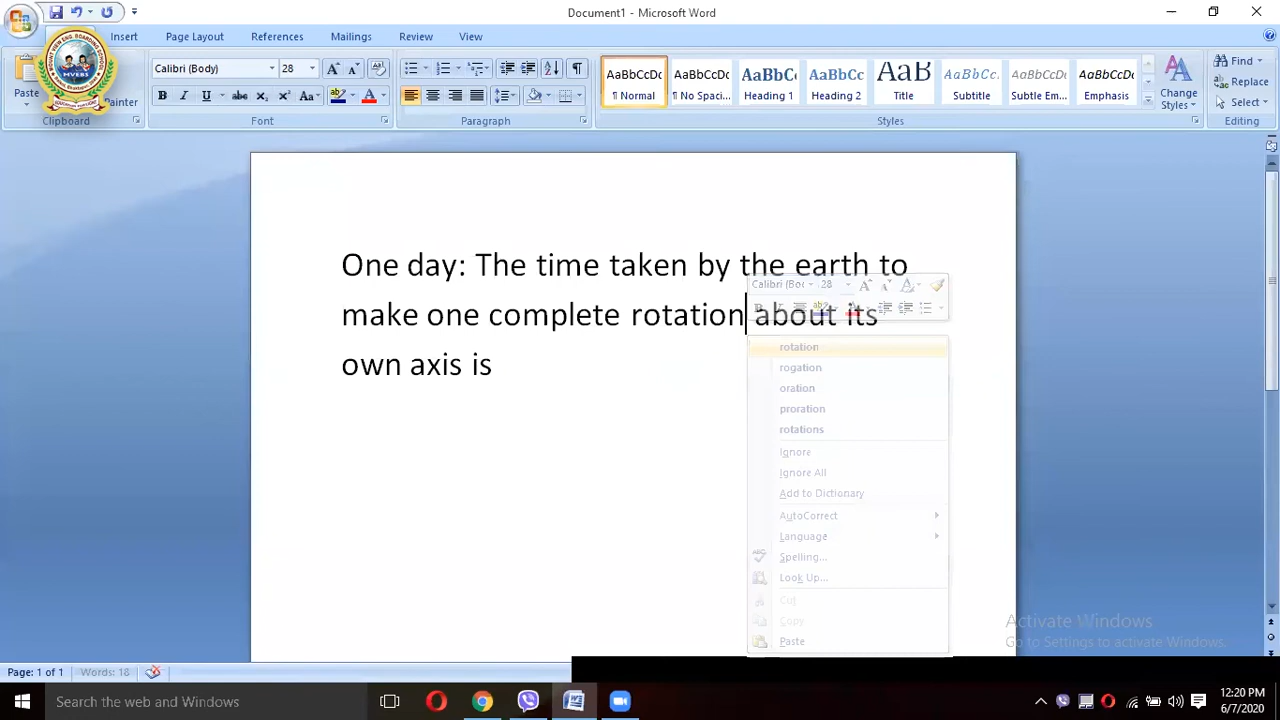 Document1 - Microsoft Word
Insert Page Layout References Mailings Review View
Calibri (Body) 28
AaBbCcDc AaBbCcDc AaBbC AaBbCc AaB AaBbCc. AaBbCcDc AaBbCcDc
Paste Painter
¶ Normal ¶ No Spaci... Heading 1 Heading 2 Title Subtitle Subtle Em... Emphasis
Change Styles
Find
Replace
Select
Clipboard Font Paragraph Styles Editing
MVEBS
One day: The time taken by the earth to
make one complete rotation about its
own axis is
Calibri (Boc 28
rotation
rogation
oration
proration
rotations
Ignore
Ignore All
Add to Dictionary
AutoCorrect
Language
Spelling...
Look Up...
Cut
Copy
Paste
Activate Windows
Go to Settings to activate Windows.
Page: 1 of 1 Words: 18
Search the web and Windows
12:20 PM
6/7/2020